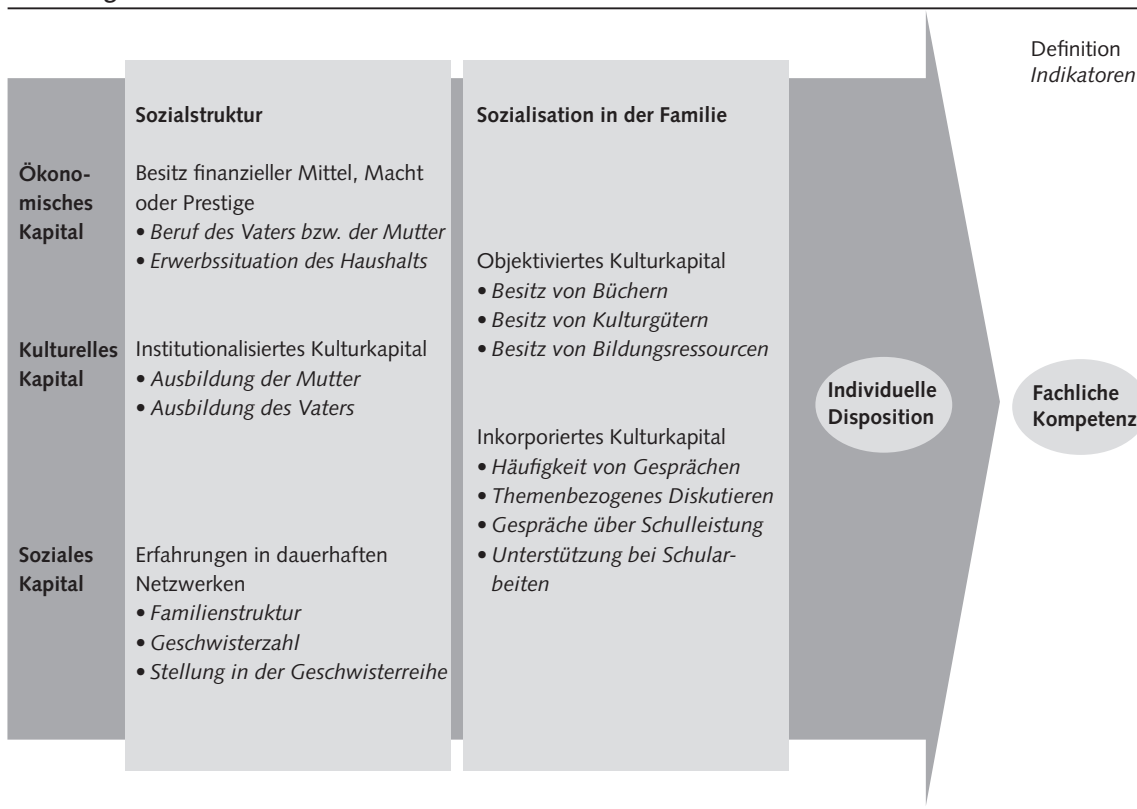 Definition
Indikatoren
Sozialstruktur
Sozialisation in der Familie
Ökono-
misches
Kapital
Besitz finanzieller Mittel, Macht
oder Prestige
• Beruf des Vaters bzw. der Mutter
• Erwerbssituation des Haushalts
Objektiviertes Kulturkapital
• Besitz von Büchern
• Besitz von Kulturgütern
• Besitz von Bildungsressourcen
Kulturelles
Kapital
Institutionalisiertes Kulturkapital
• Ausbildung der Mutter
• Ausbildung des Vaters
Inkorporiertes Kulturkapital
• Häufigkeit von Gesprächen
• Themenbezogenes Diskutieren
• Gespräche über Schulleistung
• Unterstützung bei Schular-
beiten
Soziales
Kapital
Erfahrungen in dauerhaften
Netzwerken
• Familienstruktur
• Geschwisterzahl
• Stellung in der Geschwisterreihe
Individuelle
Disposition
Fachliche
Kompetenz